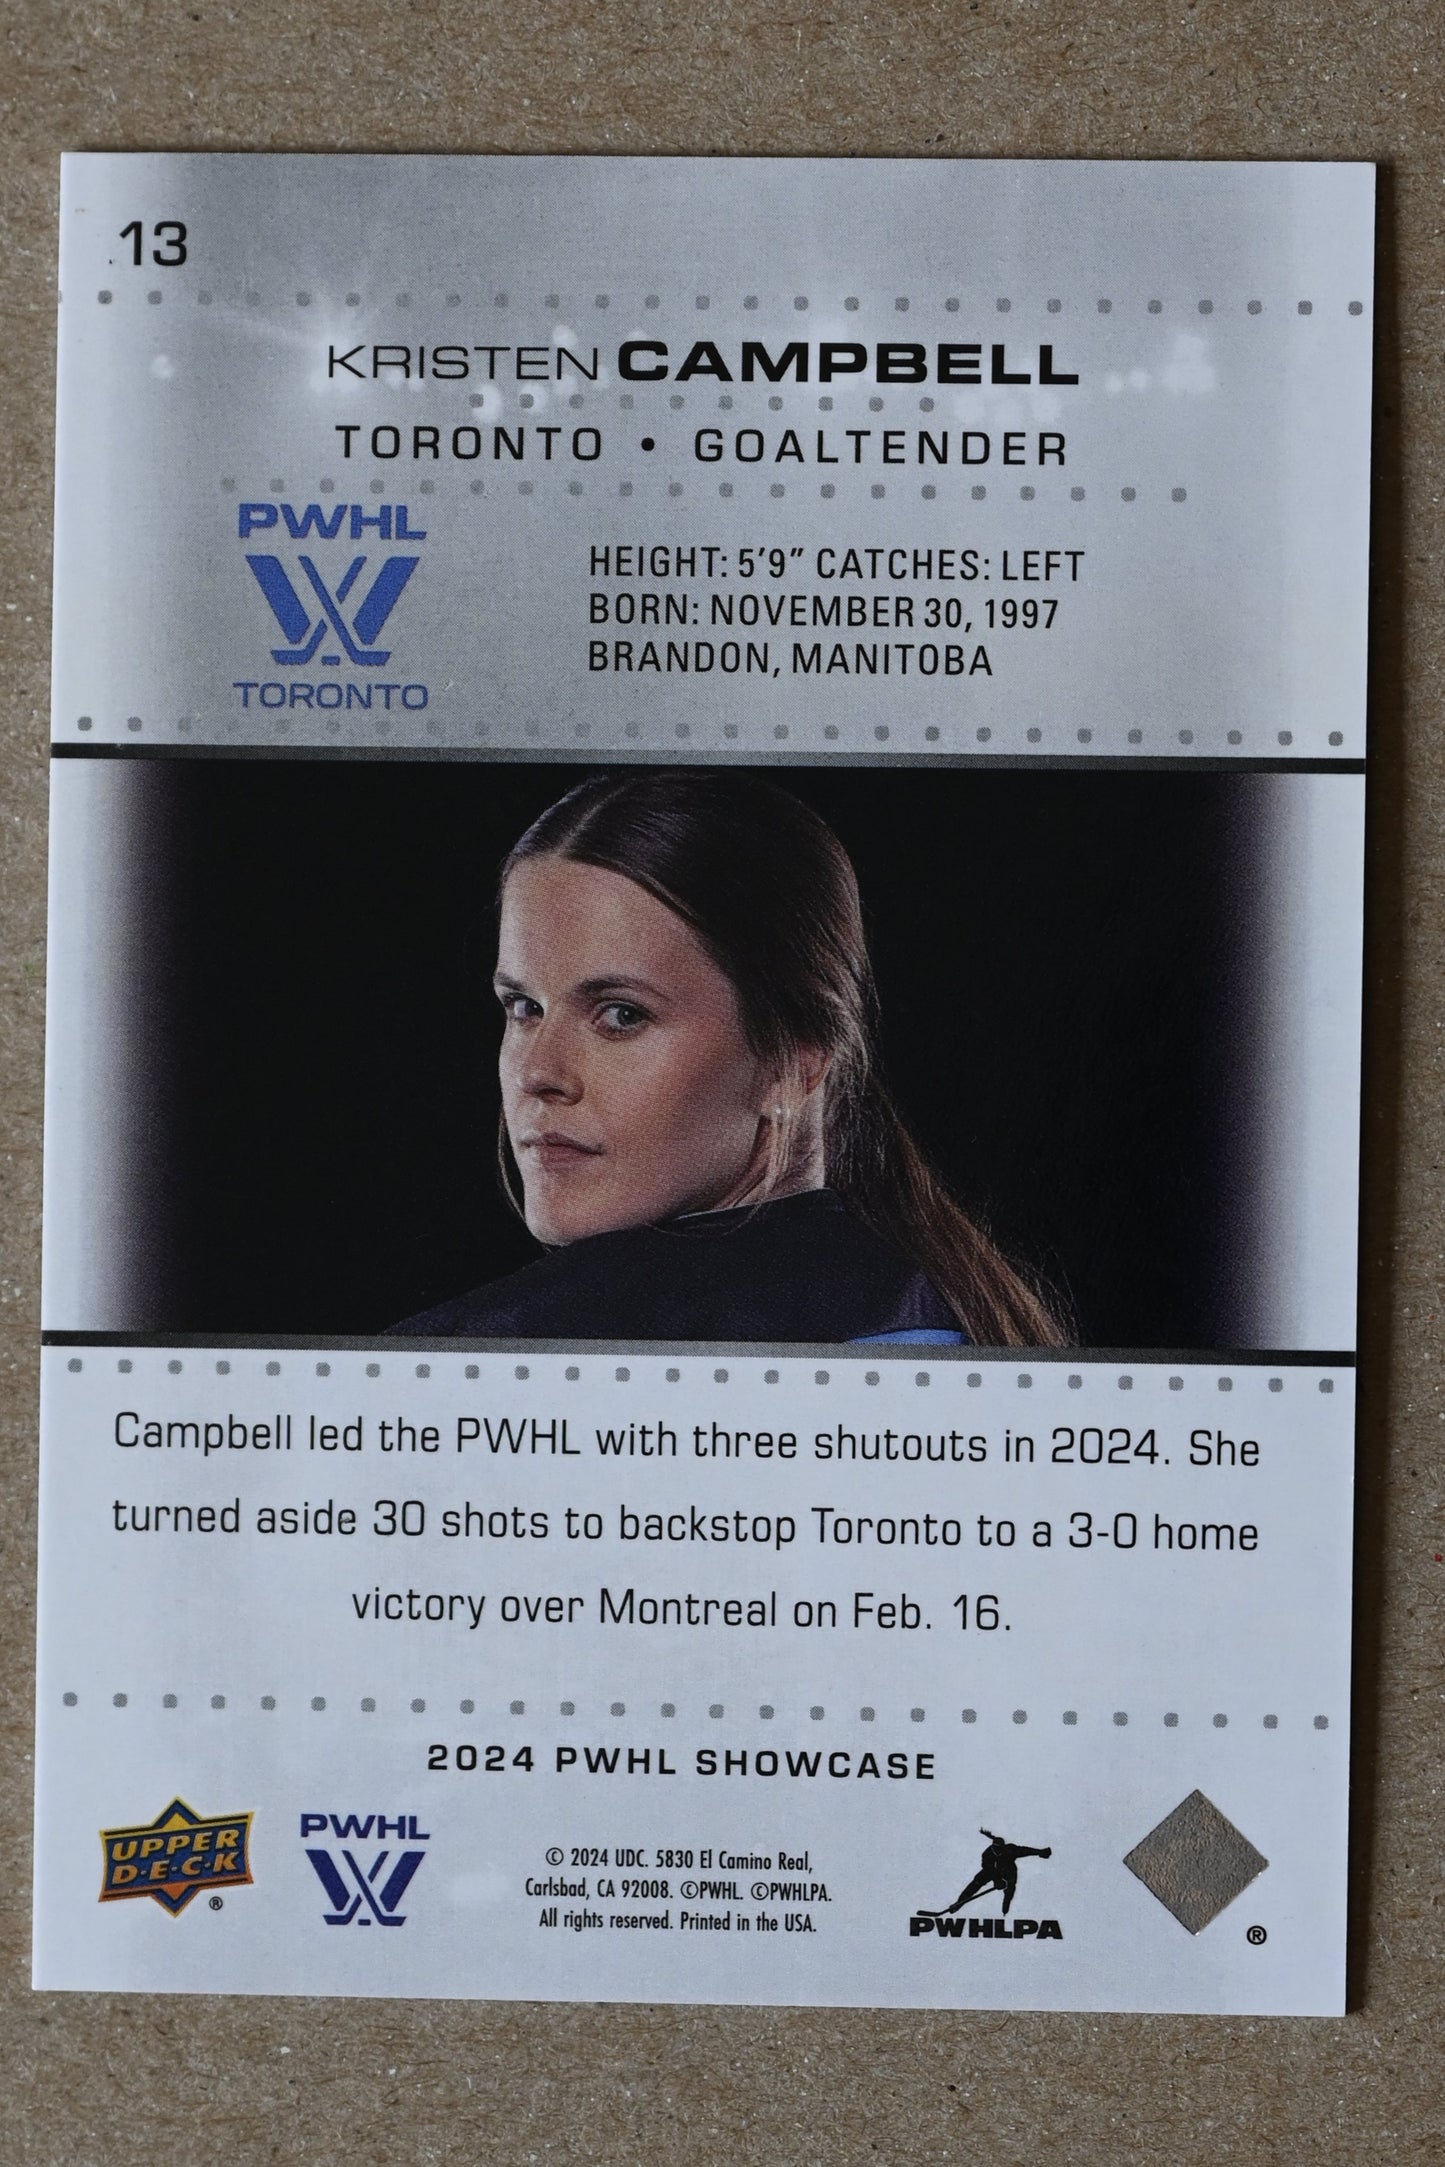 13
KRISTEN CAMPBELL
TORONTO • GOALTENDER
PWHL
TORONTO
HEIGHT: 5'9" CATCHES: LEFT
BORN: NOVEMBER 30, 1997
BRANDON, MANITOBA
Campbell led the PWHL with three shutouts in 2024. She
turned aside 30 shots to backstop Toronto to a 3-0 home
victory over Montreal on Feb. 16.
2024 PWHL SHOWCASE
UPPER
D·E·C·K
®
PWHL
© 2024 UDC. 5830 El Camino Real,
Carlsbad, CA 92008. ©PWHL. ©PWHLPA.
All rights reserved. Printed in the USA.
PWHLPA
®